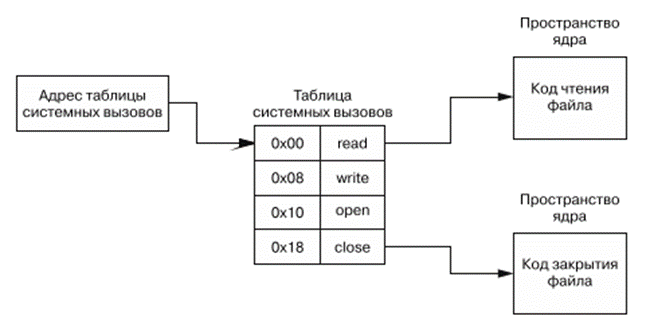 Пространство
ядра
Код чтения
файла
Адрес таблицы
системных вызовов
Таблица
системных вызовов
0x00 read
0x08 write
0x10 open
0x18 close
Пространство
ядра
Код закрытия
файла